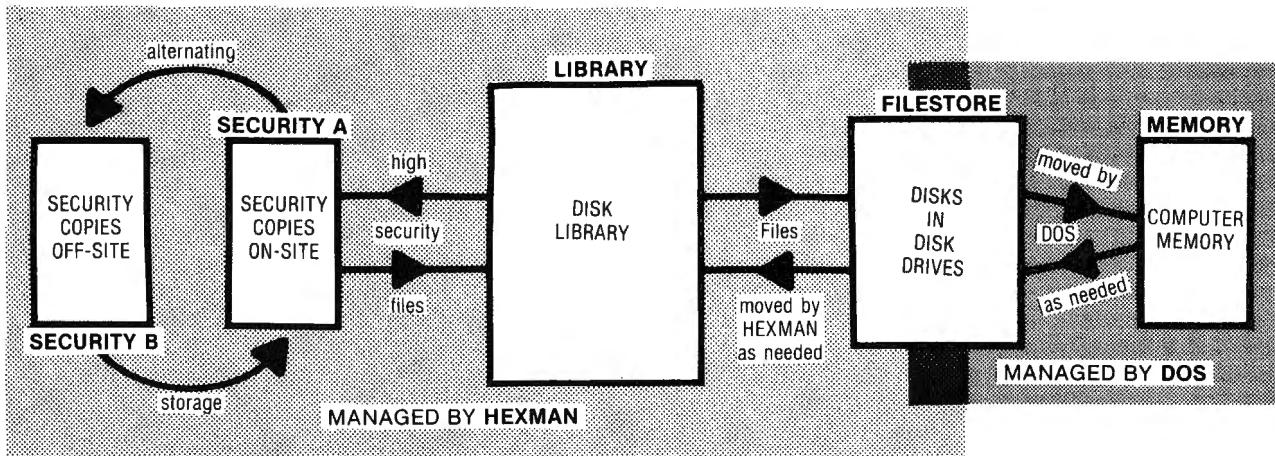 alternating
SECURITY A
SECURITY
COPIES
OFF-SITE
SECURITY B
SECURITY
COPIES
ON-SITE
storage
high
security
files
LIBRARY
DISK
LIBRARY
Files
moved by
HEXMAN
as needed
FILESTORE
DISKS
IN
DISK
DRIVES
moved by
DOS
as needed
MEMORY
COMPUTER
MEMORY
MANAGED BY HEXMAN
MANAGED BY DOS